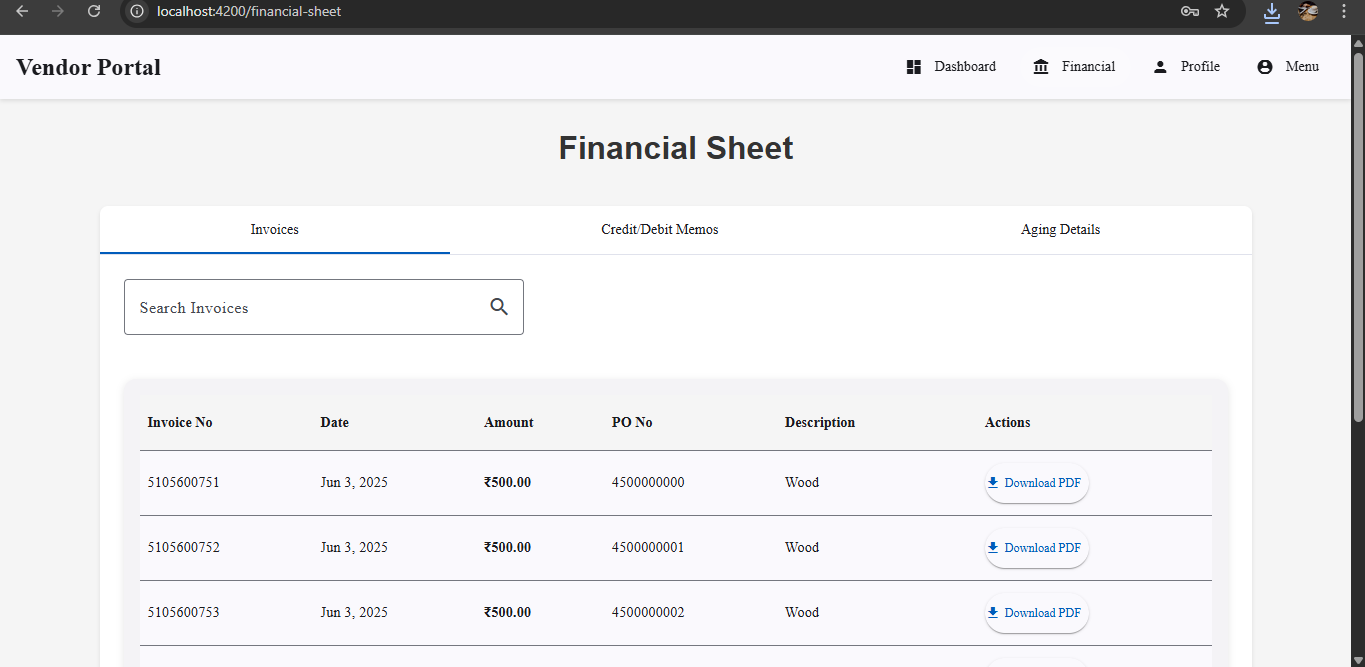 localhost:4200/financial-sheet
Vendor Portal Dashboard Financial Profile Menu
Financial Sheet
Invoices Credit/Debit Memos Aging Details
Search Invoices
Invoice No Date Amount PO No Description Actions
5105600751 Jun 3, 2025 ₹500.00 4500000000 Wood Download PDF
5105600752 Jun 3, 2025 ₹500.00 4500000001 Wood Download PDF
5105600753 Jun 3, 2025 ₹500.00 4500000002 Wood Download PDF